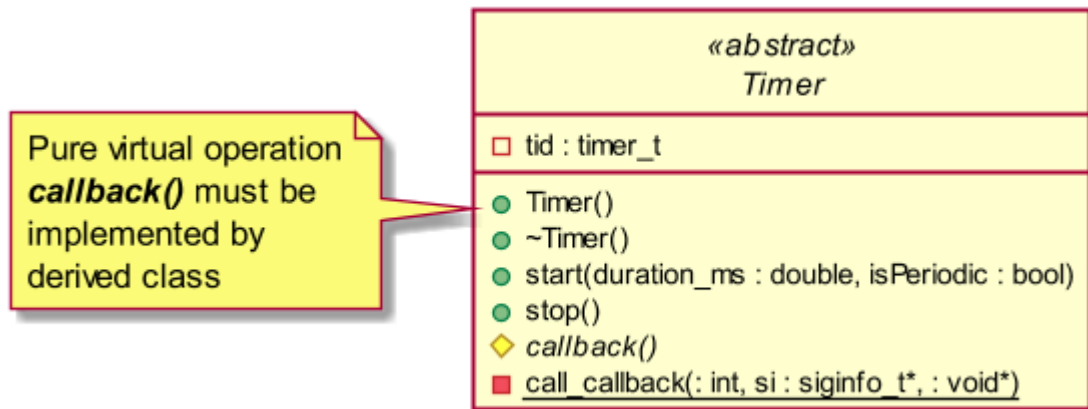 «abstract»
Timer
Pure virtual operation
callback() must be
implemented by
derived class
tid : timer_t
Timer()
~Timer()
start(duration_ms : double, isPeriodic : bool)
stop()
callback()
call_callback(: int, si : siginfo_t*, : void*)